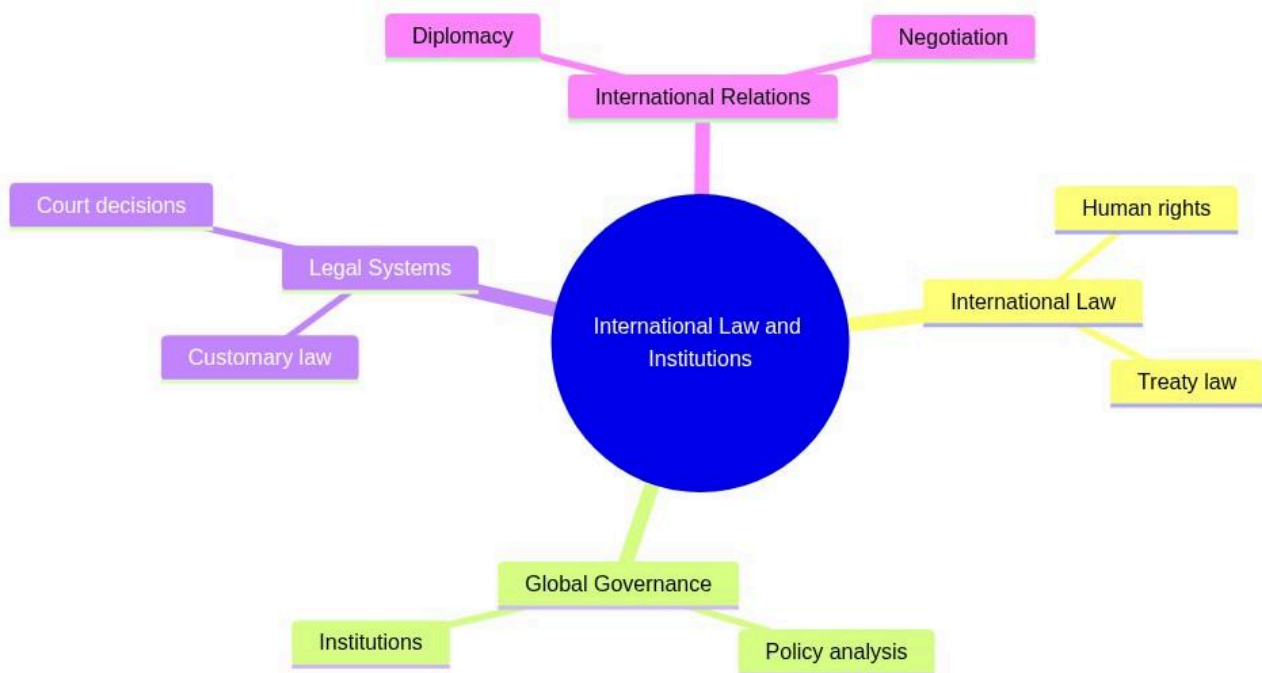 Diplomacy
Negotiation
International Relations
Court decisions
Human rights
Legal Systems
International Law
International Law and
Institutions
Customary law
Treaty law
Global Governance
Institutions
Policy analysis